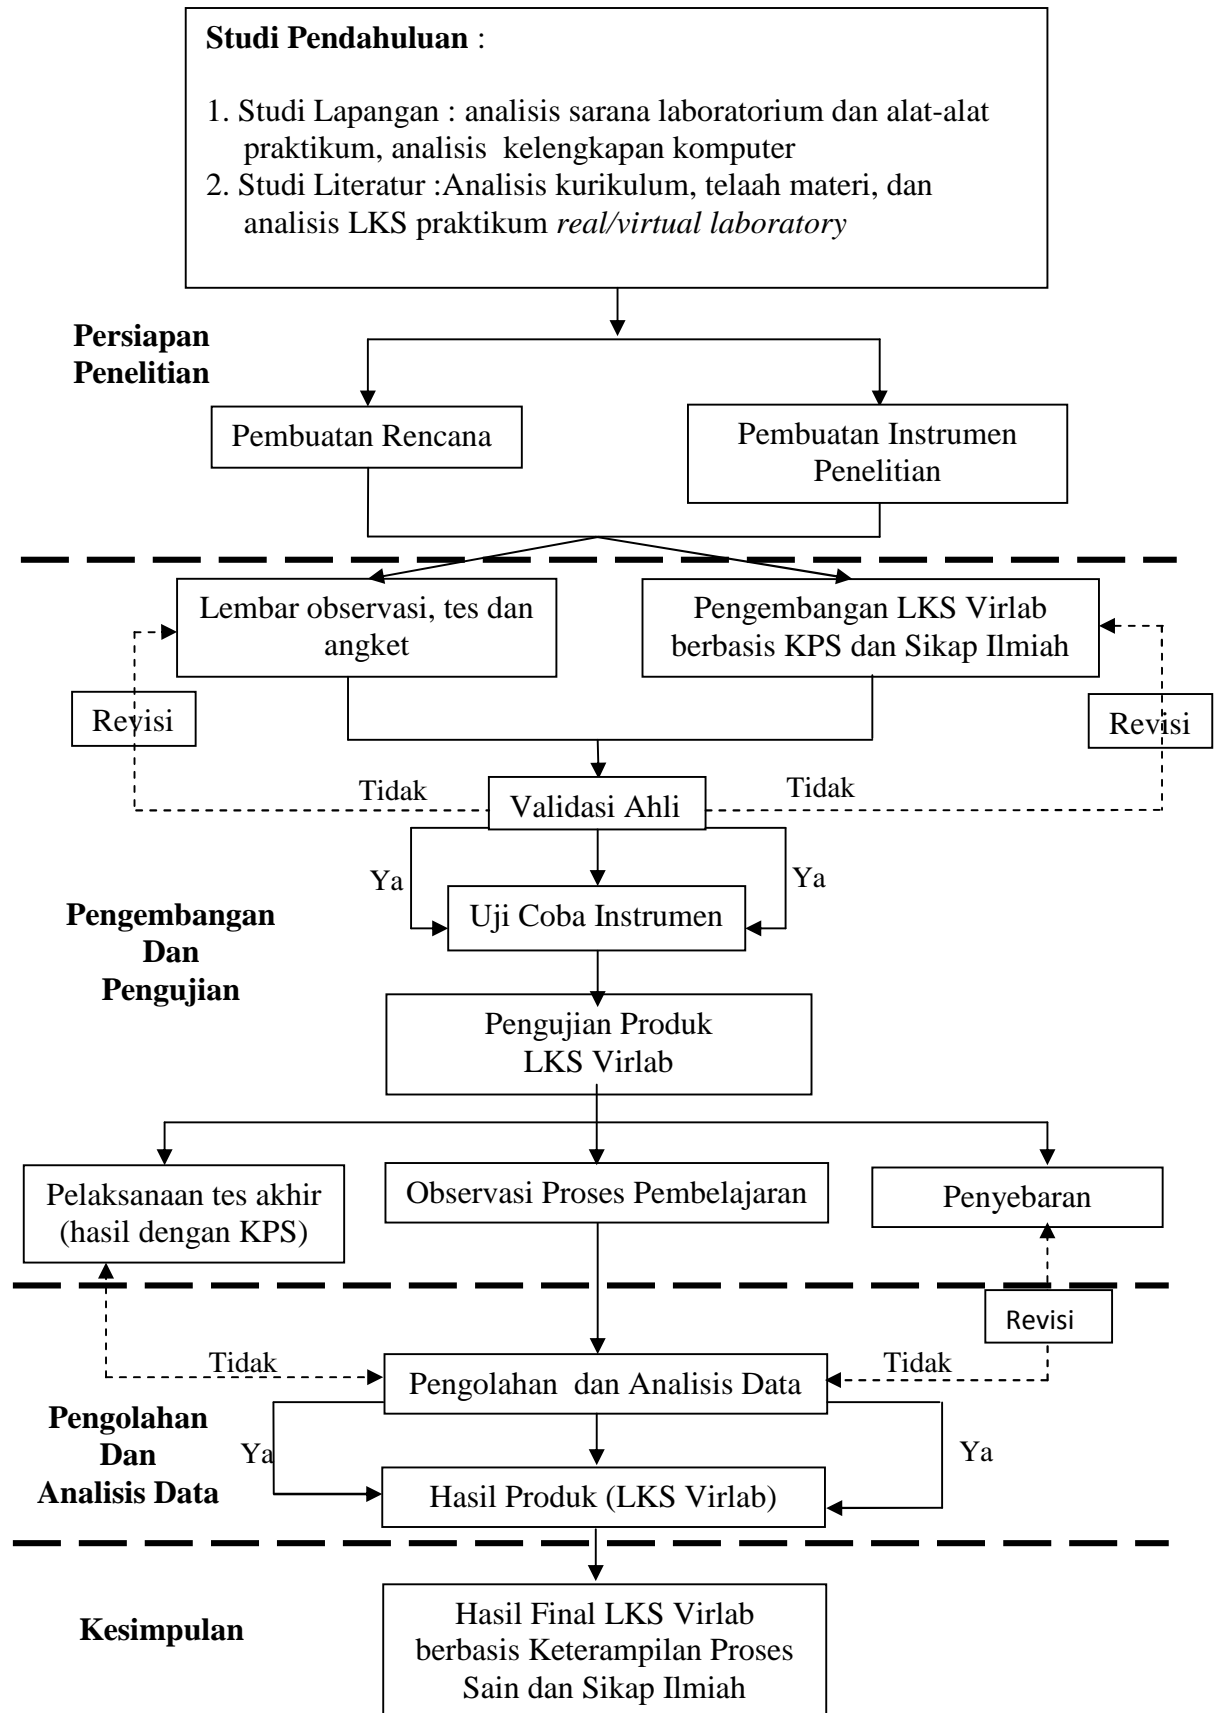 Studi Pendahuluan :
1. Studi Lapangan : analisis sarana laboratorium dan alat-alat
praktikum, analisis kelengkapan komputer
2. Studi Literatur :Analisis kurikulum, telaah materi, dan
analisis LKS praktikum real/virtual laboratory
Persiapan
Penelitian
Pembuatan Rencana
Pembuatan Instrumen
Penelitian
Lembar observasi, tes dan
angket
Pengembangan LKS Virlab
berbasis KPS dan Sikap Ilmiah
Revisi
Revisi
Tidak
Validasi Ahli
Tidak
Ya
Ya
Uji Coba Instrumen
Pengembangan
Dan
Pengujian
Pengujian Produk
LKS Virlab
Pelaksanaan tes akhir
(hasil dengan KPS)
Observasi Proses Pembelajaran
Penyebaran
Revisi
Tidak
Pengolahan dan Analisis Data
Tidak
Pengolahan
Dan
Analisis Data
Ya
Ya
Hasil Produk (LKS Virlab)
Kesimpulan
Hasil Final LKS Virlab
berbasis Keterampilan Proses
Sain dan Sikap Ilmiah